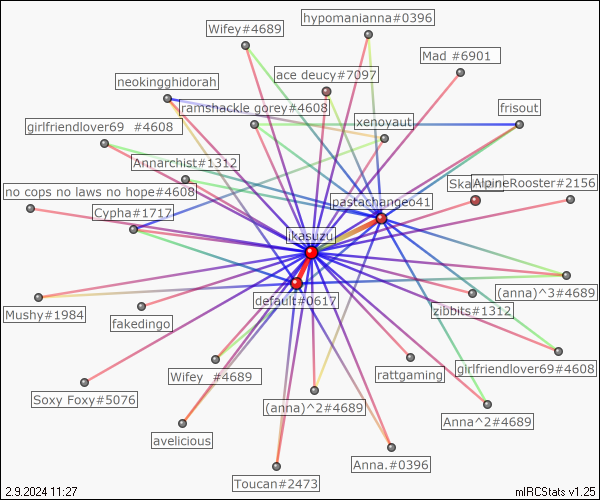 hypomanianna#0396
Wifey#4689
Mad #6901
ace deucy#7097
neokingghidorah
ramshackle gorey#4608
frisout
xenoyaut
girlfriendlover69 #4608
Annarchist#1312
AlpineRooster#2156
no cops no laws no hope#4608
pastachangeo41
Cypha#1717
ikasuzu
(anna)^3#4689
default#0617
zibbits#1312
Mushy#1984
fakedingo
girlfriendlover69#4608
rattgaming
Wifey #4689
Soxy Foxy#5076
(anna)^2#4689
Anna^2#4689
avelicious
Anna.#0396
Toucan#2473
2.9.2024 11:27
mIRCStats v1.25